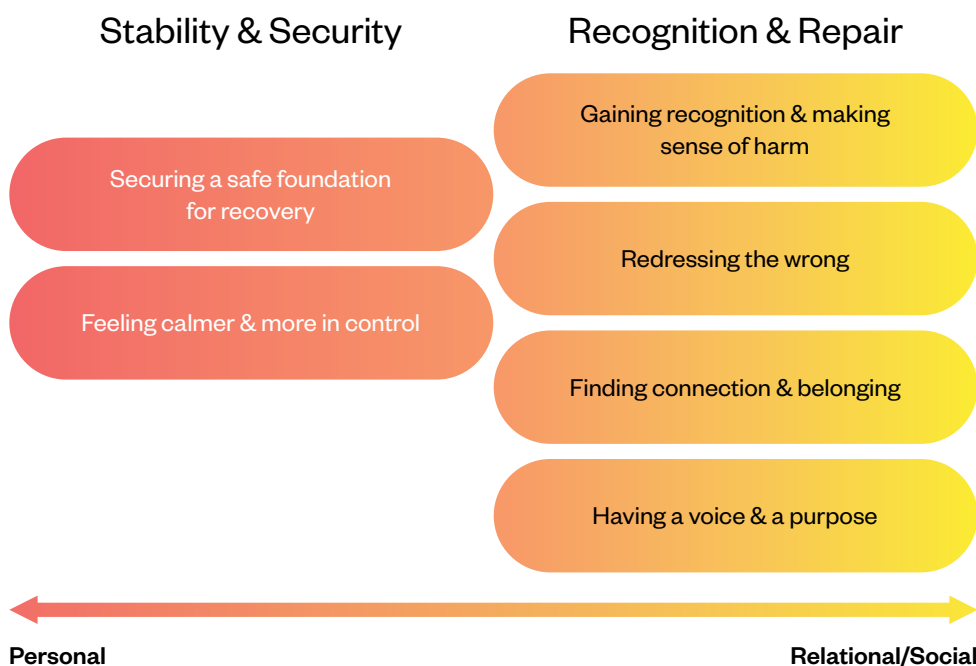 Stability & Security
Securing a safe foundation
for recovery
Feeling calmer & more in control
Recognition & Repair
Gaining recognition & making
sense of harm
Redressing the wrong
Finding connection & belonging
Having a voice & a purpose
Personal
Relational/Social